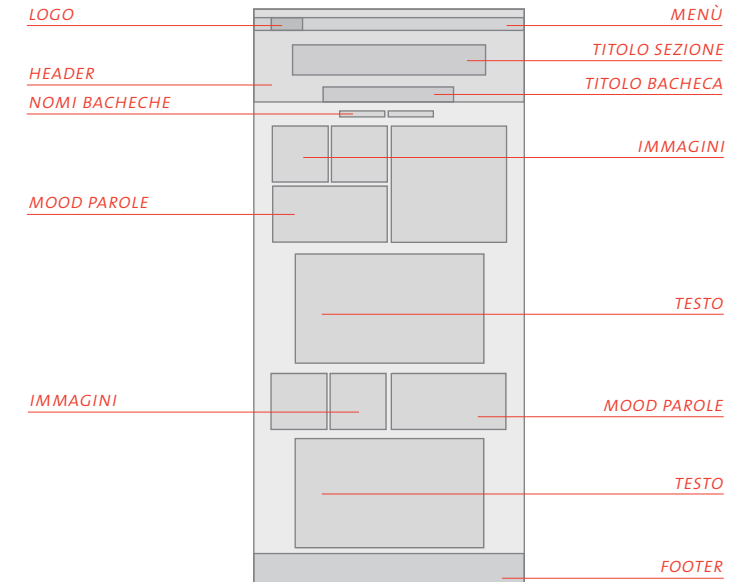 LOGO
MENÙ
TITOLO SEZIONE
HEADER
TITOLO BACHECA
NOMI BACHECHE
IMMAGINI
MOOD PAROLE
TESTO
IMMAGINI
MOOD PAROLE
TESTO
FOOTER